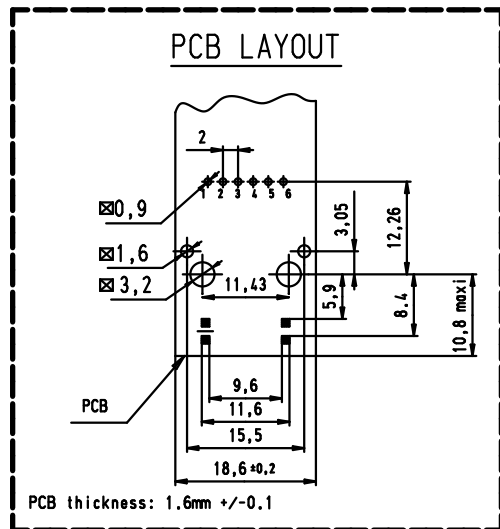 PCB LAYOUT
2
1 2 3 4 5 6
⌧0,9
⌧1,6
⌧3,2
3,05
12,26
11,43
5,9
8.4
10,8 maxi
PCB
9,6
11,6
15,5
18,6 ±0,2
PCB thickness: 1.6mm +/-0.1